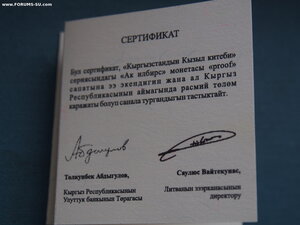 www.FORUMS-SU.com
СЕРТИФИКАТ
Бул сертификат, «Кыргызстандын Кызыл китеби»
сериясындагы «Ак илбирс» монетасы «proof»
сапатына ээ экендигин жана ал Кыргыз
Республикасынын аймагында расмий төлөм
каражаты болуп санала тургандыгын тастыктайт.
Толкунбек Абдыгулов,
Кыргыз Республикасынын
Улуттук банкынын Төрагасы
Саулюс Вайтекунас,
Литванын зээрканасынын
директору